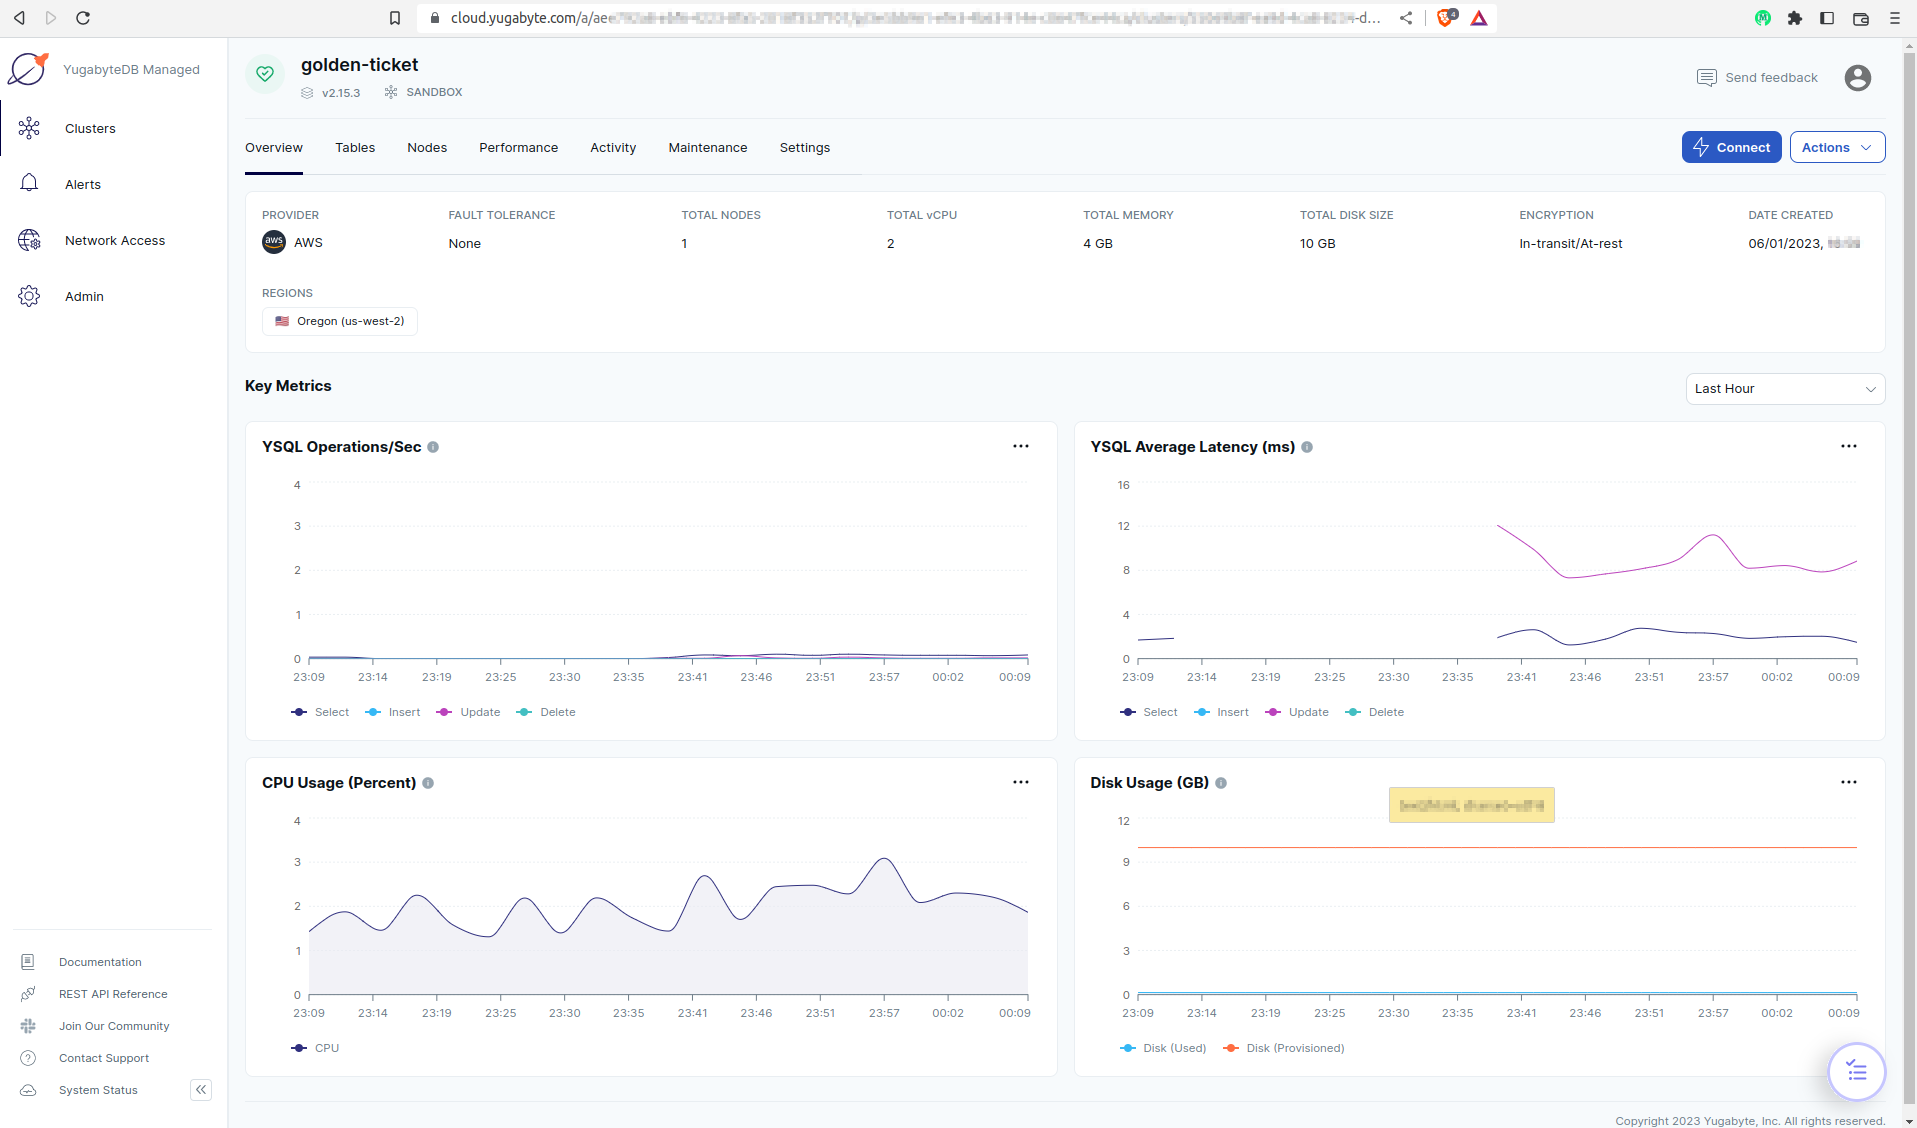 cloud.yugabyte.com/a/aee
4
YugabyteDB Managed
Clusters
Alerts
Network Access
Admin
Documentation
REST API Reference
Join Our Community
Contact Support
System Status
golden-ticket
v2.15.3 SANDBOX
Send feedback
Overview Tables Nodes Performance Activity Maintenance Settings
Connect Actions
PROVIDER FAULT TOLERANCE TOTAL NODES TOTAL vCPU TOTAL MEMORY TOTAL DISK SIZE ENCRYPTION DATE CREATED
aws AWS None 1 2 4 GB 10 GB In-transit/At-rest 06/01/2023,
REGIONS
Oregon (us-west-2)
Key Metrics
Last Hour
YSQL Operations/Sec
4
3
2
1
0
23:09 23:14 23:19 23:25 23:30 23:35 23:41 23:46 23:51 23:57 00:02 00:09
Select Insert Update Delete
YSQL Average Latency (ms)
16
12
8
4
0
23:09 23:14 23:19 23:25 23:30 23:35 23:41 23:46 23:51 23:57 00:02 00:09
Select Insert Update Delete
CPU Usage (Percent)
4
3
2
1
0
23:09 23:14 23:19 23:25 23:30 23:35 23:41 23:46 23:51 23:57 00:02 00:09
CPU
Disk Usage (GB)
12
9
6
3
0
23:09 23:14 23:19 23:25 23:30 23:35 23:41 23:46 23:51 23:57 00:02 00:09
Disk (Used) Disk (Provisioned)
Copyright 2023 Yugabyte, Inc. All rights reserved.